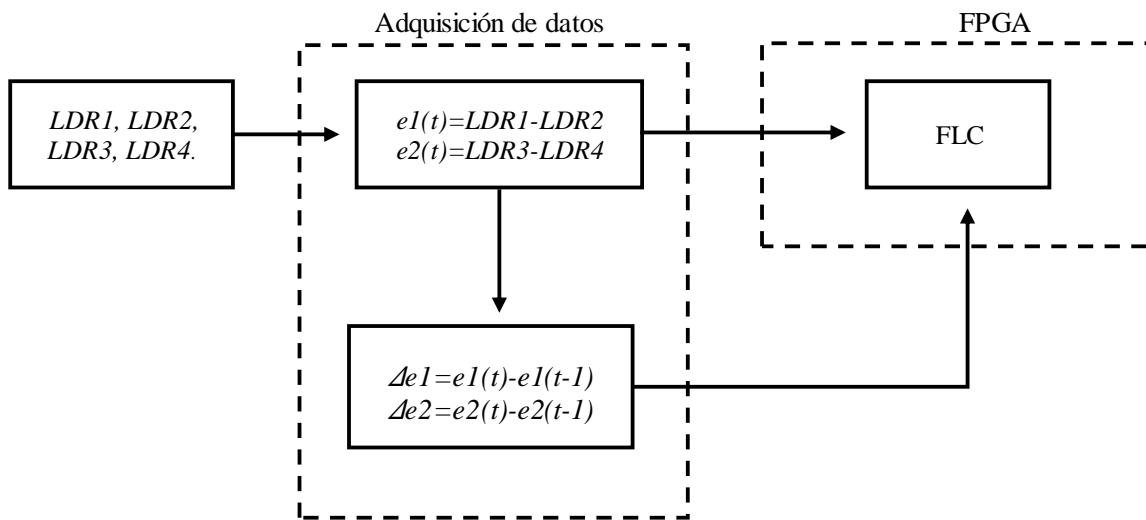 Adquisición de datos
FPGA
LDR1, LDR2,
LDR3, LDR4.
e1(t)=LDR1-LDR2
e2(t)=LDR3-LDR4
FLC
Δe1=e1(t)-e1(t-1)
Δe2=e2(t)-e2(t-1)